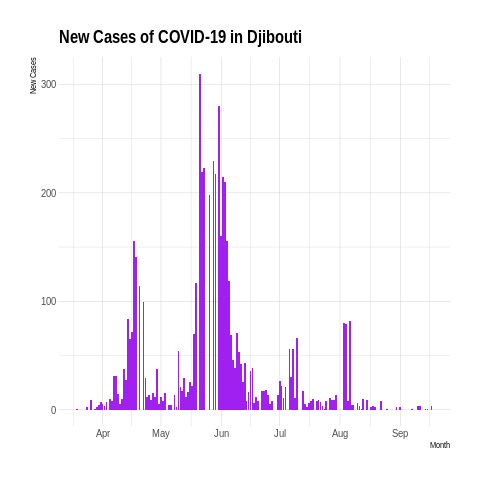 New Cases of COVID-19 in Djibouti
New Cases
300
200
100
0
Apr May Jun Jul Aug Sep
Month